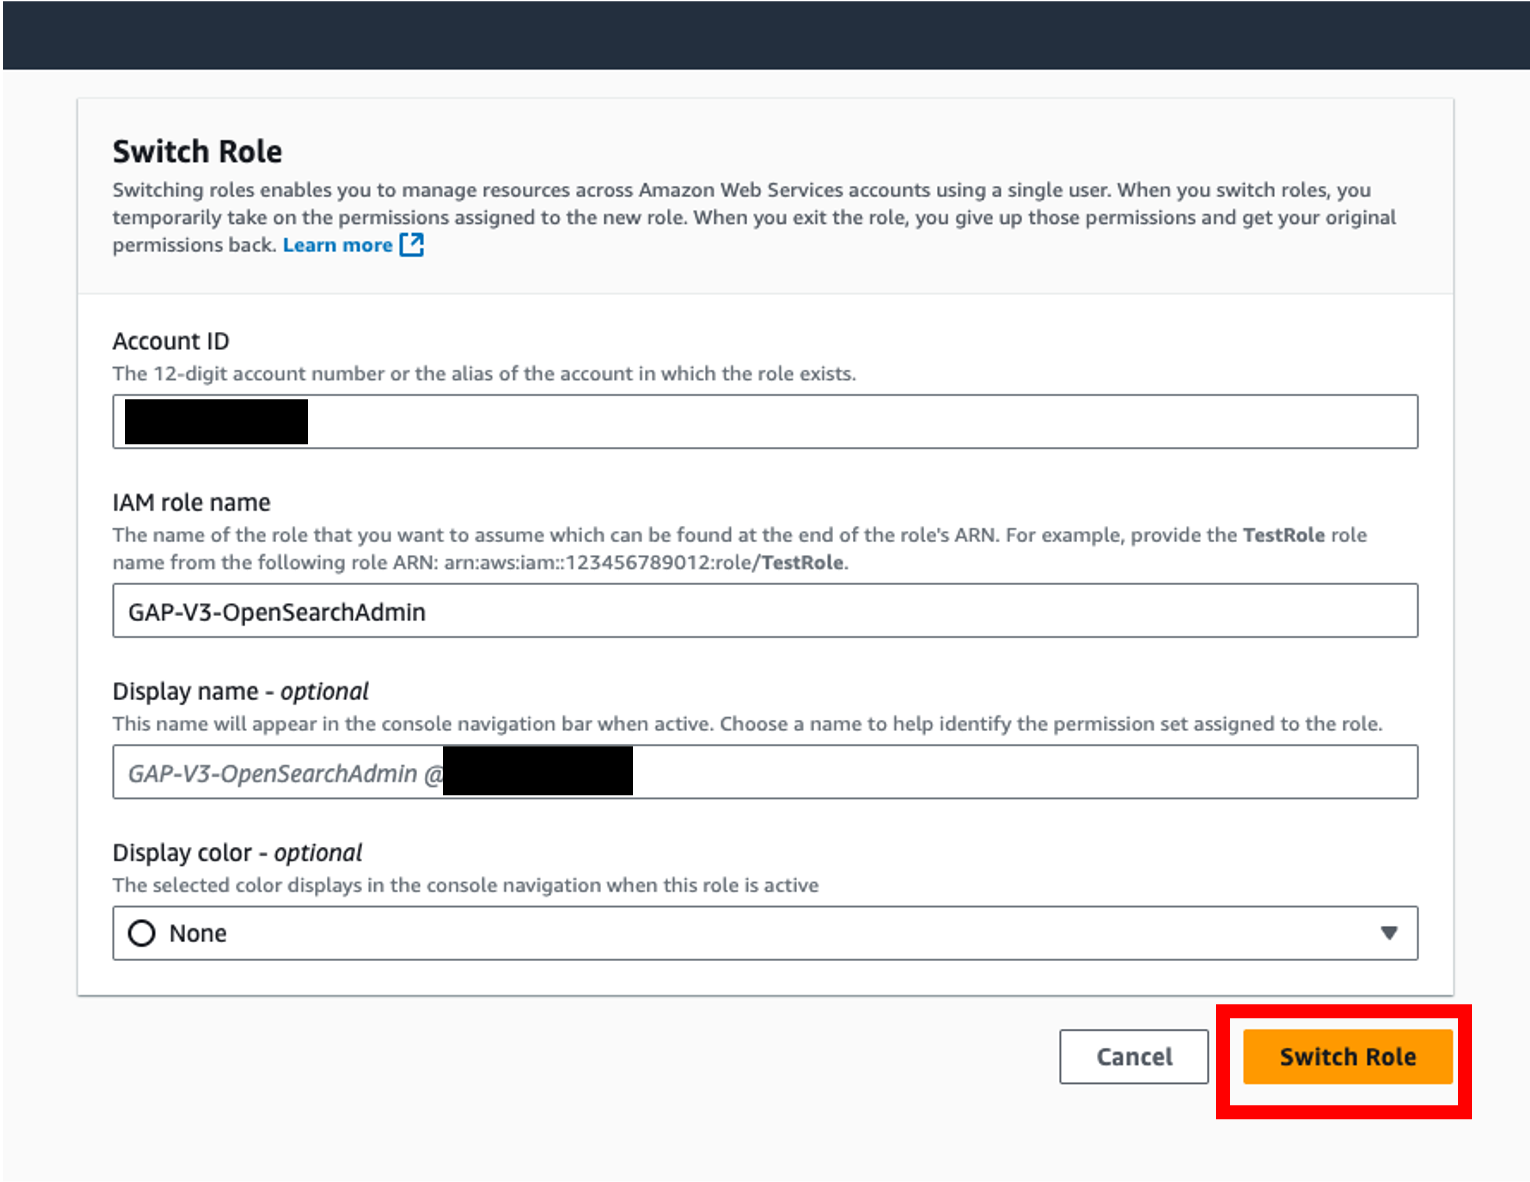 Switch Role
Switching roles enables you to manage resources across Amazon Web Services accounts using a single user. When you switch roles, you
temporarily take on the permissions assigned to the new role. When you exit the role, you give up those permissions and get your original
permissions back. Learn more
Account ID
The 12-digit account number or the alias of the account in which the role exists.
IAM role name
The name of the role that you want to assume which can be found at the end of the role's ARN. For example, provide the TestRole role
name from the following role ARN: arn:aws:iam::123456789012:role/TestRole.
GAP-V3-OpenSearchAdmin
Display name - optional
This name will appear in the console navigation bar when active. Choose a name to help identify the permission set assigned to the role.
GAP-V3-OpenSearchAdmin @
Display color - optional
The selected color displays in the console navigation when this role is active
None
Cancel
Switch Role